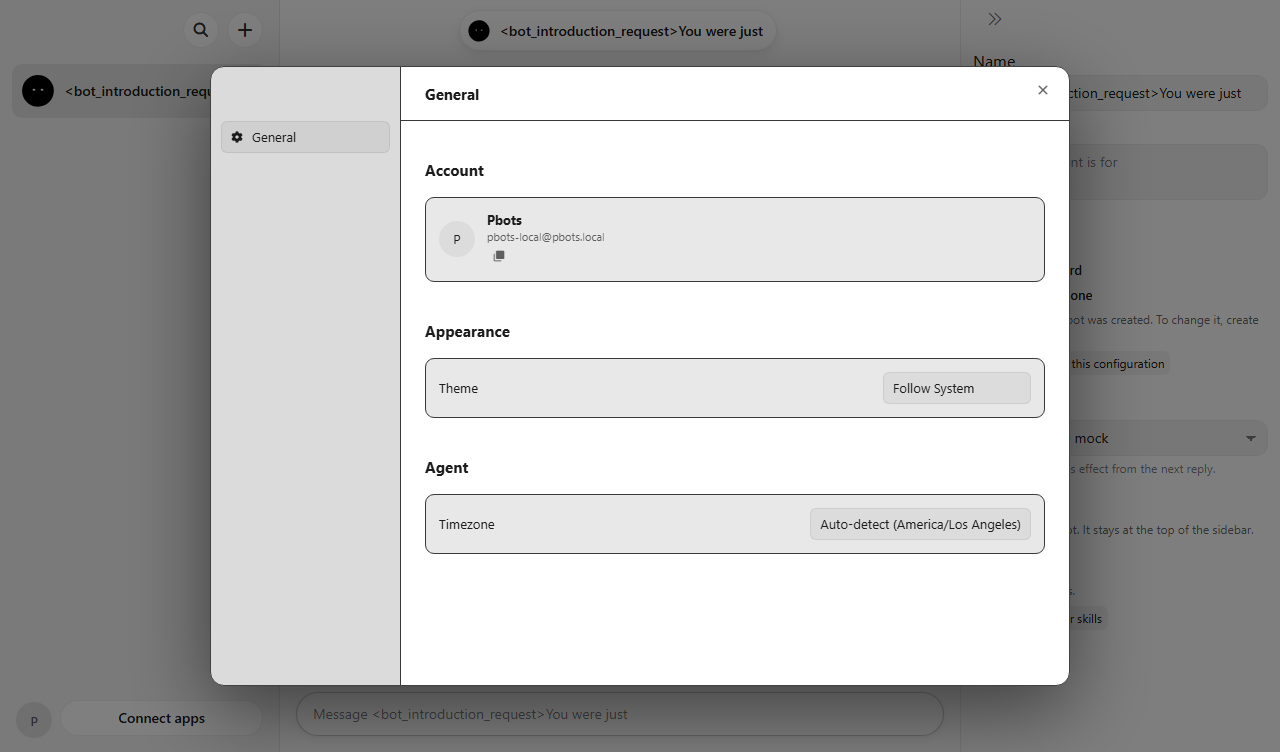 <bot_introduction_request>You were just
Name
<bot_introduction_requ
ction_request>You were just
General
General
nt is for
Account
Pbots
P
pbots-local@pbots.local
rd
one
bot was created. To change it, create
Appearance
this configuration
Theme
Follow System
mock
Agent
s effect from the next reply.
Timezone
Auto-detect (America/Los Angeles)
ot. It stays at the top of the sidebar.
s.
r skills
P
Connect apps
Message <bot_introduction_request>You were just